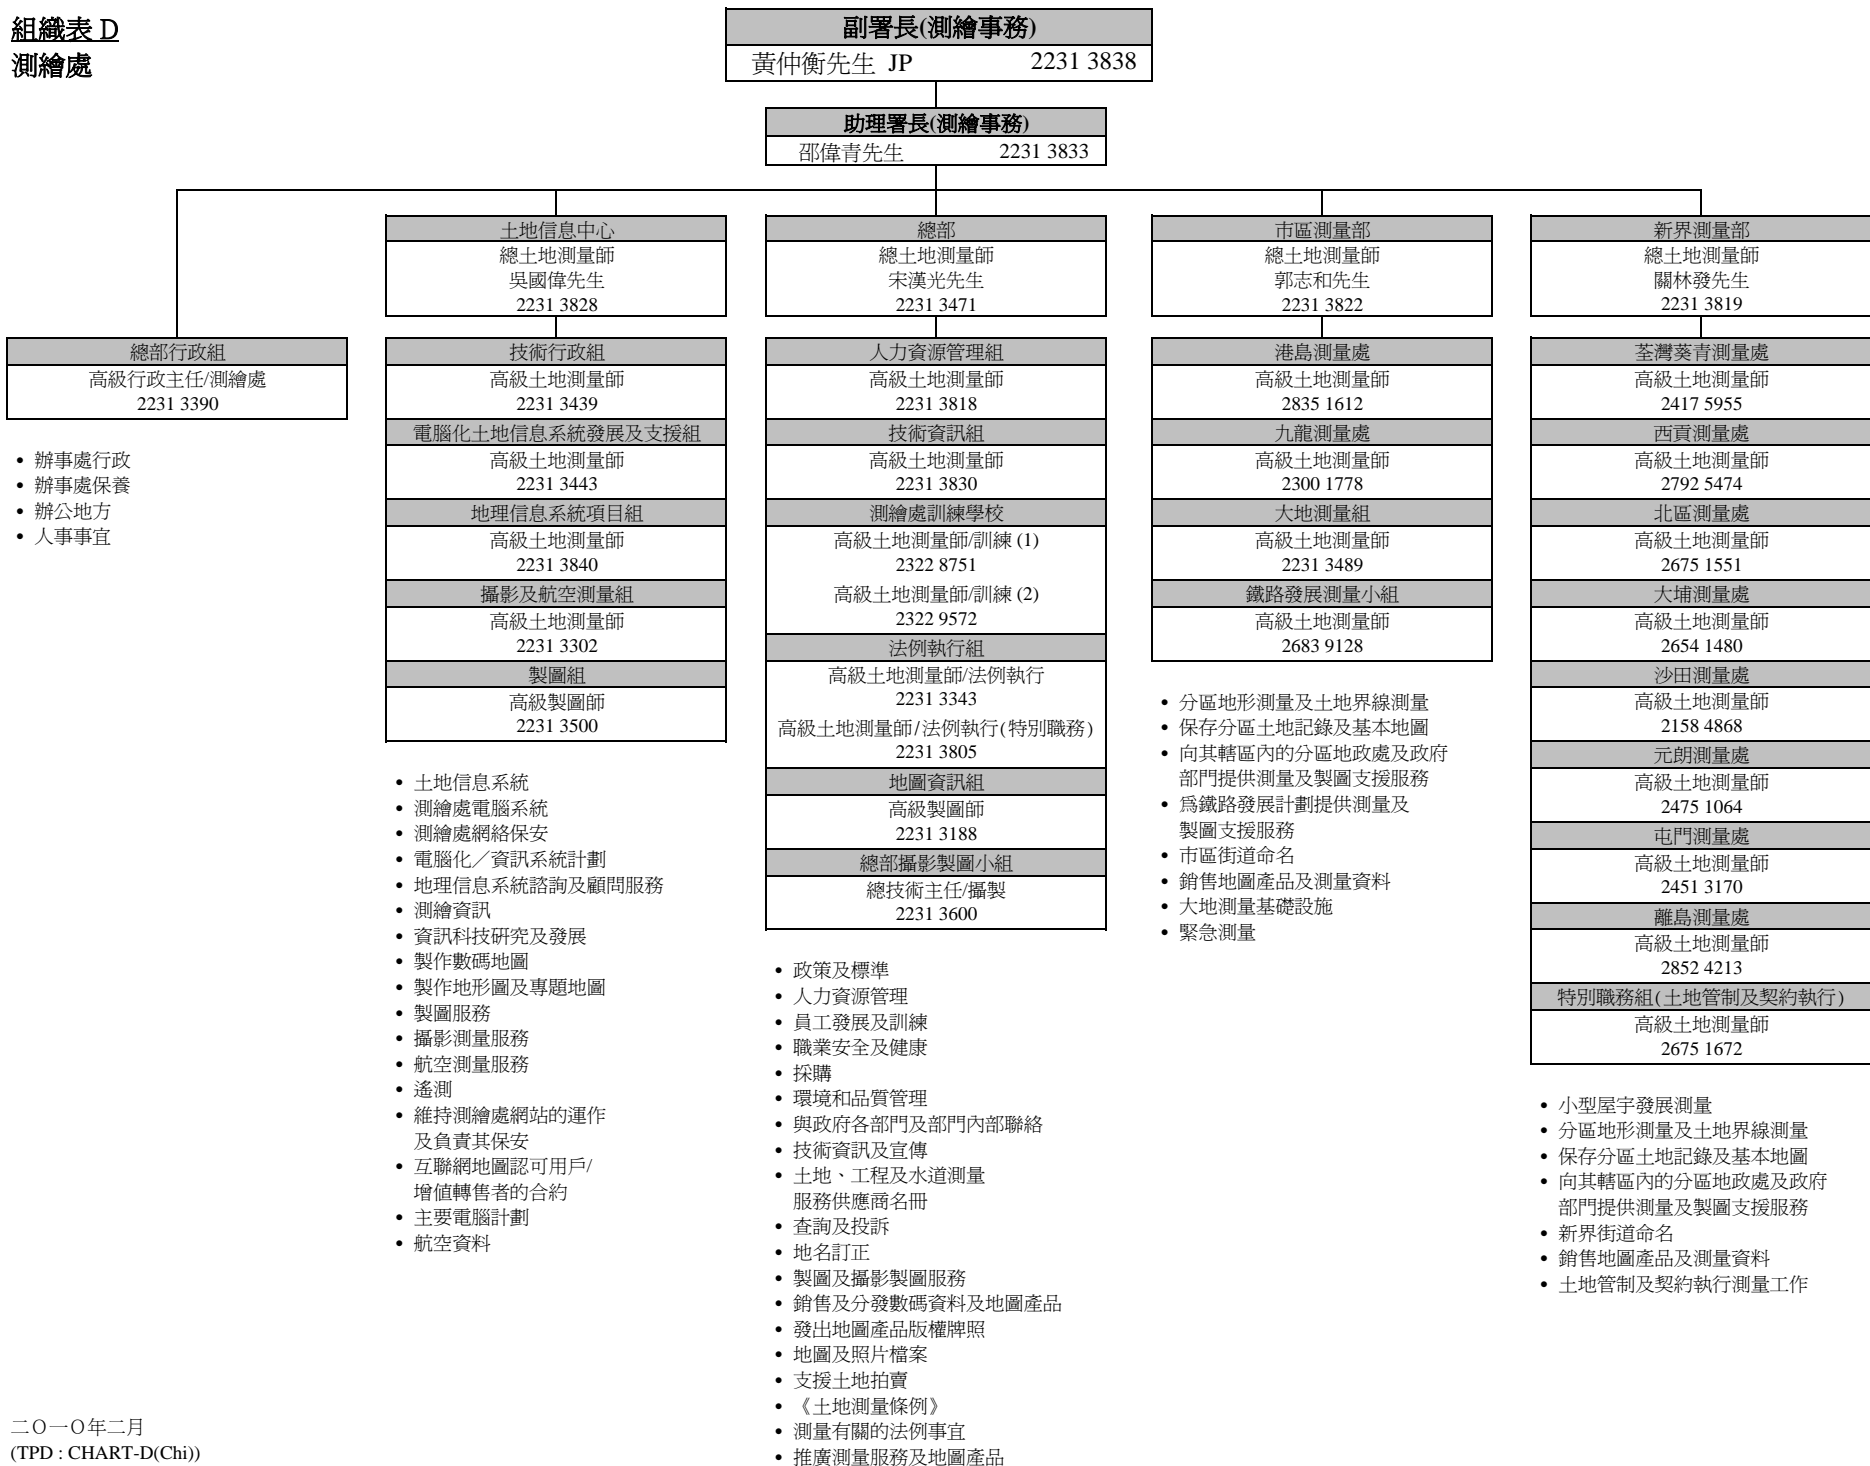 組織表 D
測繪處
副署長(測繪事務)
黃仲衡先生 JP 2231 3838
助理署長(測繪事務)
邵偉青先生 2231 3833
總部行政組
高級行政主任/測繪處
2231 3390
• 辦事處行政
• 辦事處保養
• 辦公地方
• 人事事宜
土地信息中心
總土地測量師
吳國偉先生
2231 3828
技術行政組
高級土地測量師
2231 3439
電腦化土地信息系統發展及支援組
高級土地測量師
2231 3443
地理信息系統項目組
高級土地測量師
2231 3840
攝影及航空測量組
高級土地測量師
2231 3302
製圖組
高級製圖師
2231 3500
• 土地信息系統
• 測繪處電腦系統
• 測繪處網絡保安
• 電腦化／資訊系統計劃
• 地理信息系統諮詢及顧問服務
• 測繪資訊
• 資訊科技研究及發展
• 製作數碼地圖
• 製作地形圖及專題地圖
• 製圖服務
• 攝影測量服務
• 航空測量服務
• 遙測
• 維持測繪處網站的運作
及負責其保安
• 互聯網地圖認可用戶/
增值轉售者的合約
• 主要電腦計劃
• 航空資料
總部
總土地測量師
宋漢光先生
2231 3471
人力資源管理組
高級土地測量師
2231 3818
技術資訊組
高級土地測量師
2231 3830
測繪處訓練學校
高級土地測量師/訓練 (1)
2322 8751
高級土地測量師/訓練 (2)
2322 9572
法例執行組
高級土地測量師/法例執行
2231 3343
高級土地測量師/法例執行(特別職務)
2231 3805
地圖資訊組
高級製圖師
2231 3188
總部攝影製圖小組
總技術主任/攝製
2231 3600
• 政策及標準
• 人力資源管理
• 員工發展及訓練
• 職業安全及健康
• 採購
• 環境和品質管理
• 與政府各部門及部門內部聯絡
• 技術資訊及宣傳
• 土地、工程及水道測量
服務供應商名冊
• 查詢及投訴
• 地名訂正
• 製圖及攝影製圖服務
• 銷售及分發數碼資料及地圖產品
• 發出地圖產品版權牌照
• 地圖及照片檔案
• 支援土地拍賣
• 《土地測量條例》
• 測量有關的法例事宜
• 推廣測量服務及地圖產品
市區測量部
總土地測量師
郭志和先生
2231 3822
港島測量處
高級土地測量師
2835 1612
九龍測量處
高級土地測量師
2300 1778
大地測量組
高級土地測量師
2231 3489
鐵路發展測量小組
高級土地測量師
2683 9128
• 分區地形測量及土地界線測量
• 保存分區土地記錄及基本地圖
• 向其轄區內的分區地政處及政府
部門提供測量及製圖支援服務
• 爲鐵路發展計劃提供測量及
製圖支援服務
• 市區街道命名
• 銷售地圖產品及測量資料
• 大地測量基礎設施
• 緊急測量
新界測量部
總土地測量師
關林發先生
2231 3819
荃灣葵青測量處
高級土地測量師
2417 5955
西貢測量處
高級土地測量師
2792 5474
北區測量處
高級土地測量師
2675 1551
大埔測量處
高級土地測量師
2654 1480
沙田測量處
高級土地測量師
2158 4868
元朗測量處
高級土地測量師
2475 1064
屯門測量處
高級土地測量師
2451 3170
離島測量處
高級土地測量師
2852 4213
特別職務組(土地管制及契約執行)
高級土地測量師
2675 1672
• 小型屋宇發展測量
• 分區地形測量及土地界線測量
• 保存分區土地記錄及基本地圖
• 向其轄區內的分區地政處及政府
部門提供測量及製圖支援服務
• 新界街道命名
• 銷售地圖產品及測量資料
• 土地管制及契約執行測量工作
二Ｏ一Ｏ年二月
(TPD : CHART-D(Chi))